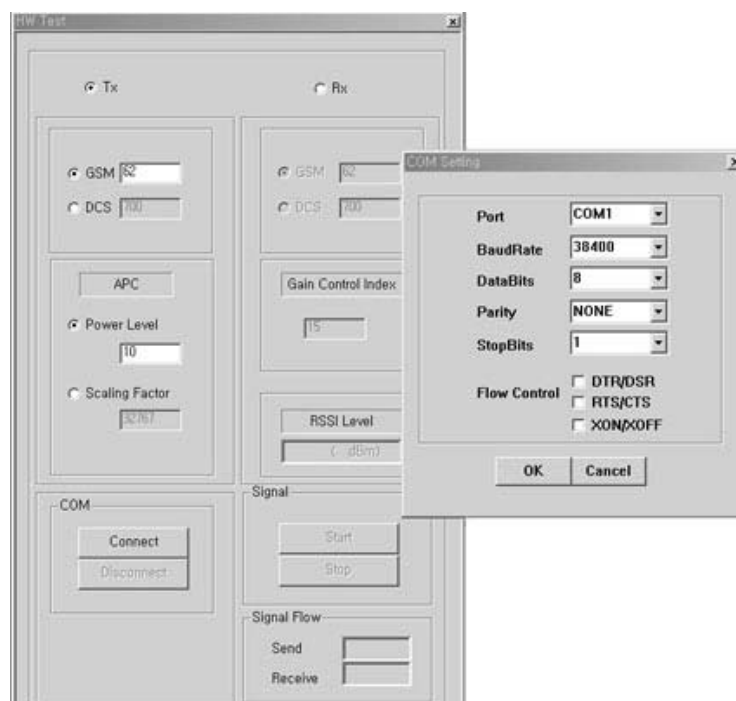 HW Test
Tx
Rx
GSM 62
DCS 700
GSM 62
DCS 700
APC
Power Level
10
Scaling Factor
32767
Gain Control Index
15
RSSI Level
( dBm)
COM
Connect
Disconnect
Signal
Start
Stop
Signal Flow
Send
Receive
COM Setting
Port COM1
BaudRate 38400
DataBits 8
Parity NONE
StopBits 1
Flow Control DTR/DSR
RTS/CTS
XON/XOFF
OK Cancel